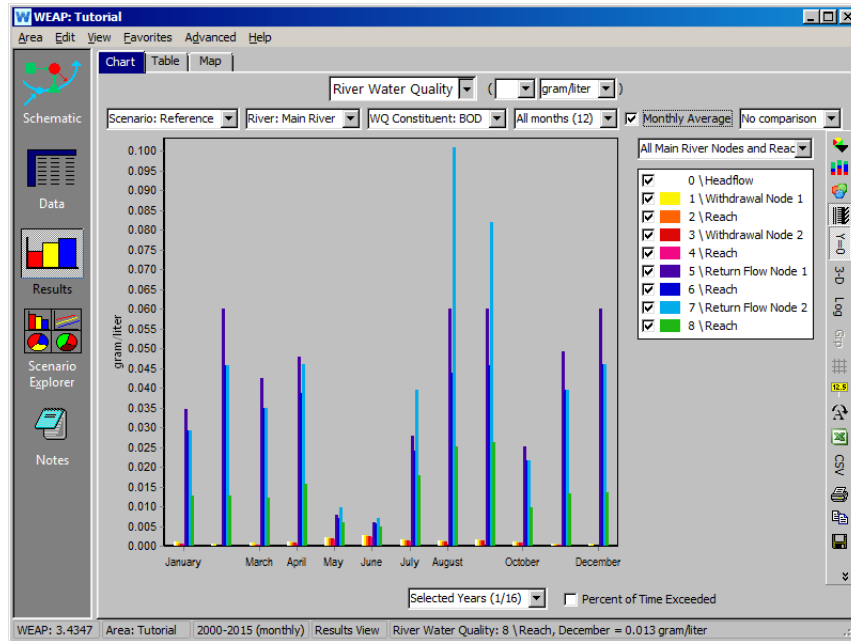 WEAP: Tutorial
Area Edit View Favorites Advanced Help
Chart Table Map
River Water Quality ( gram/liter )
Scenario: Reference River: Main River WQ Constituent: BOD All months (12) Monthly Average No comparison
Schematic
Data
Results
Scenario
Explorer
Notes
All Main River Nodes and Reac
0 \ Headflow
1 \ Withdrawal Node 1
2 \ Reach
3 \ Withdrawal Node 2
4 \ Reach
5 \ Return Flow Node 1
6 \ Reach
7 \ Return Flow Node 2
8 \ Reach
Y=0
3-D
Log
Grp
12.5
CSV
gram/liter
0.100
0.095
0.090
0.085
0.080
0.075
0.070
0.065
0.060
0.055
0.050
0.045
0.040
0.035
0.030
0.025
0.020
0.015
0.010
0.005
0.000
January March April May June July August October December
Selected Years (1/16) Percent of Time Exceeded
WEAP: 3.4347 Area: Tutorial 2000-2015 (monthly) Results View River Water Quality: 8 \ Reach, December = 0.013 gram/liter